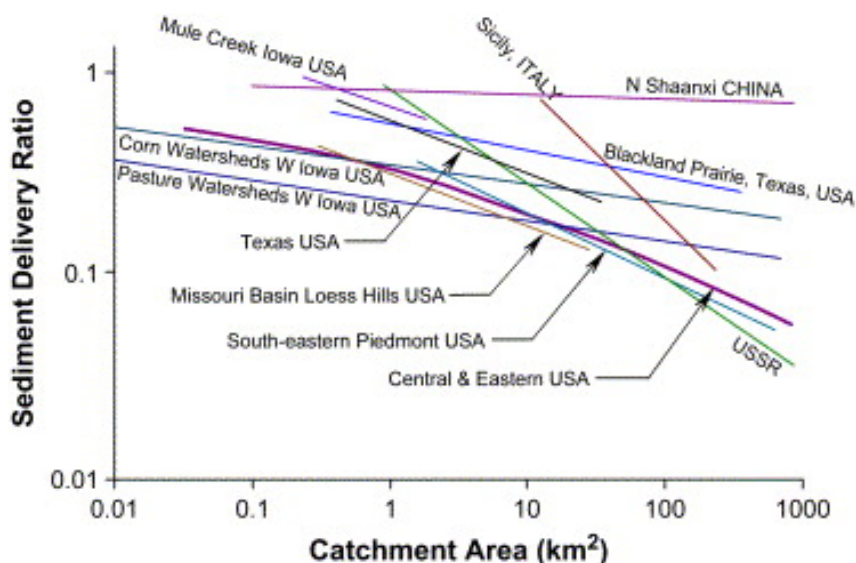 Mule Creek Iowa USA
Sicily, ITALY
N Shaanxi CHINA
1
Blackland Prairie, Texas, USA
Corn Watersheds W Iowa USA
Pasture Watersheds W Iowa USA
Texas USA
0.1
Missouri Basin Loess Hills USA
South-eastern Piedmont USA
USSR
Central & Eastern USA
0.01
Sediment Delivery Ratio
0.01 0.1 1 10 100 1000
Catchment Area (km²)